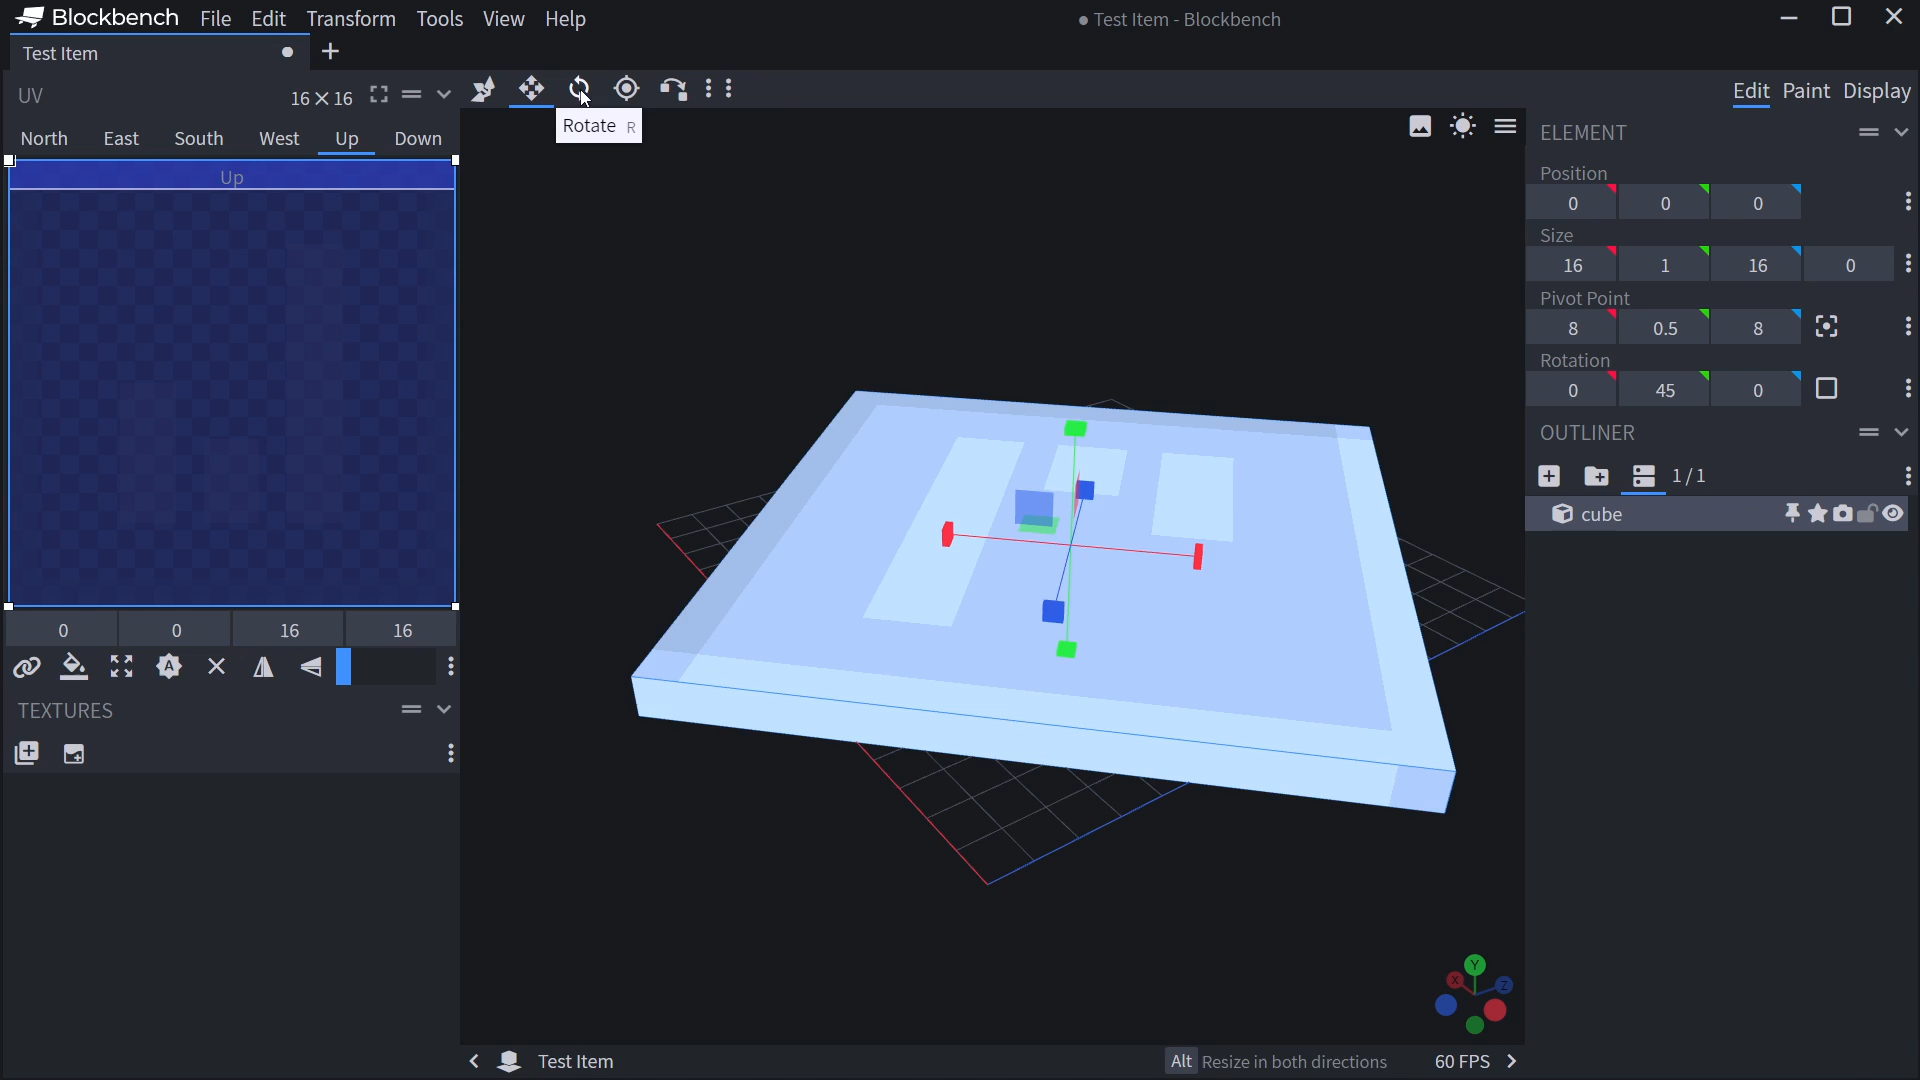 Blockbench File Edit Transform Tools View Help
● Test Item - Blockbench
Test Item
UV 16×16
North East South West Up Down
Up
0 0 16 16
TEXTURES
Rotate R
Edit Paint Display
ELEMENT
Position
0 0 0
Size
16 1 16 0
Pivot Point
8 0.5 8
Rotation
0 45 0
OUTLINER
1/1
cube
Y
X
Z
Test Item
Alt Resize in both directions 60 FPS